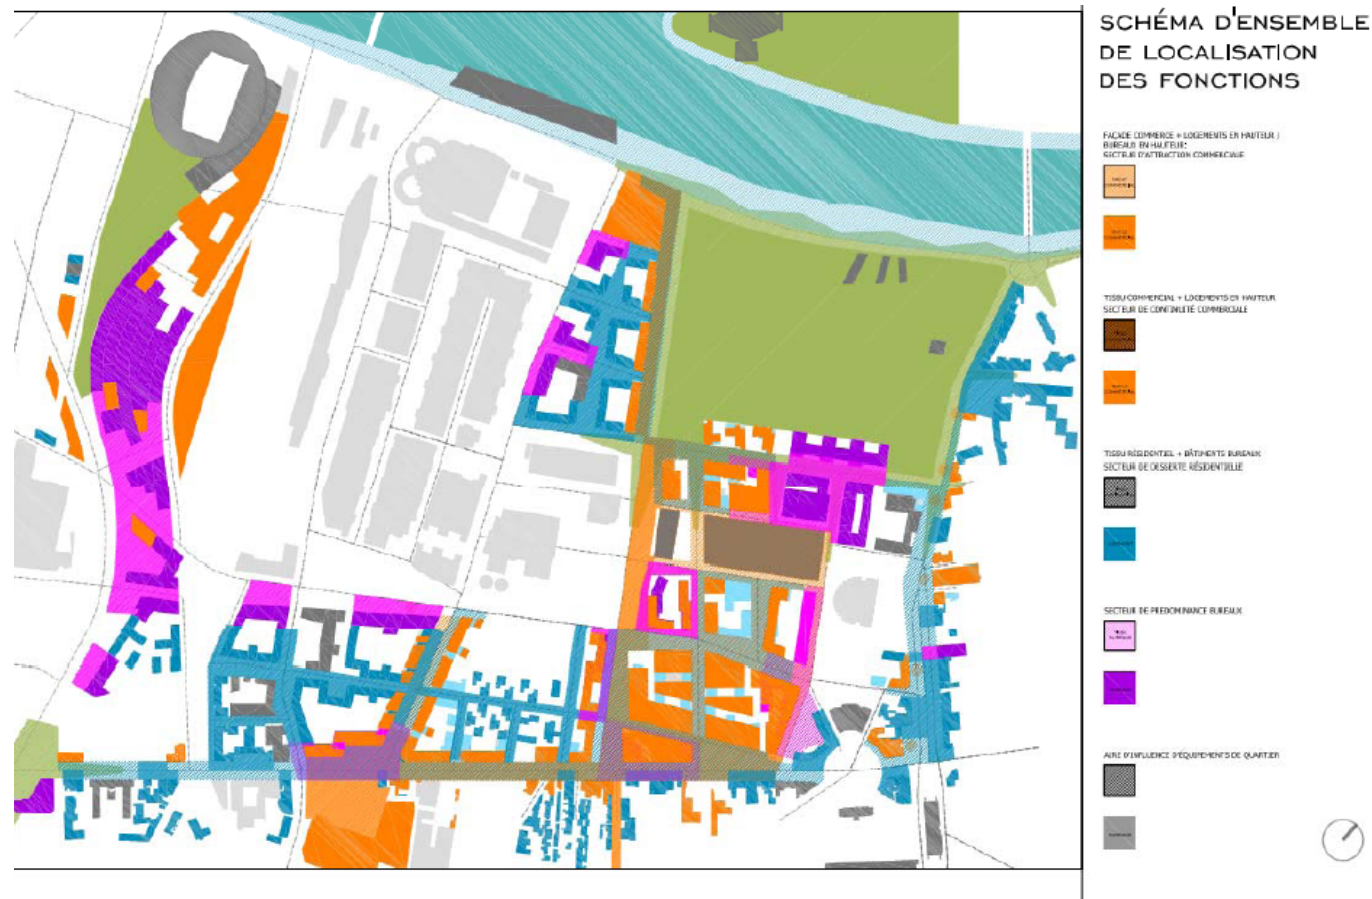 SCHÉMA D'ENSEMBLE
DE LOCALISATION
DES FONCTIONS
FAÇADE COMMERCE + LOGEMENTS EN HAUTEUR /
BUREAUX EN HAUTEUR:
SECTEUR D'ATTRACTION COMMERCIALE
TISSU COMMERCIAL + LOGEMENTS EN HAUTEUR
SECTEUR DE CONTINUITÉ COMMERCIALE
TISSU RÉSIDENTIEL + BÂTIMENTS BUREAUX
SECTEUR DE DESSERTE RÉSIDENTIELLE
SECTEUR DE PREDOMINANCE BUREAUX
AIRE D'INFLUENCE D'ÉQUIPEMENTS DE QUARTIER